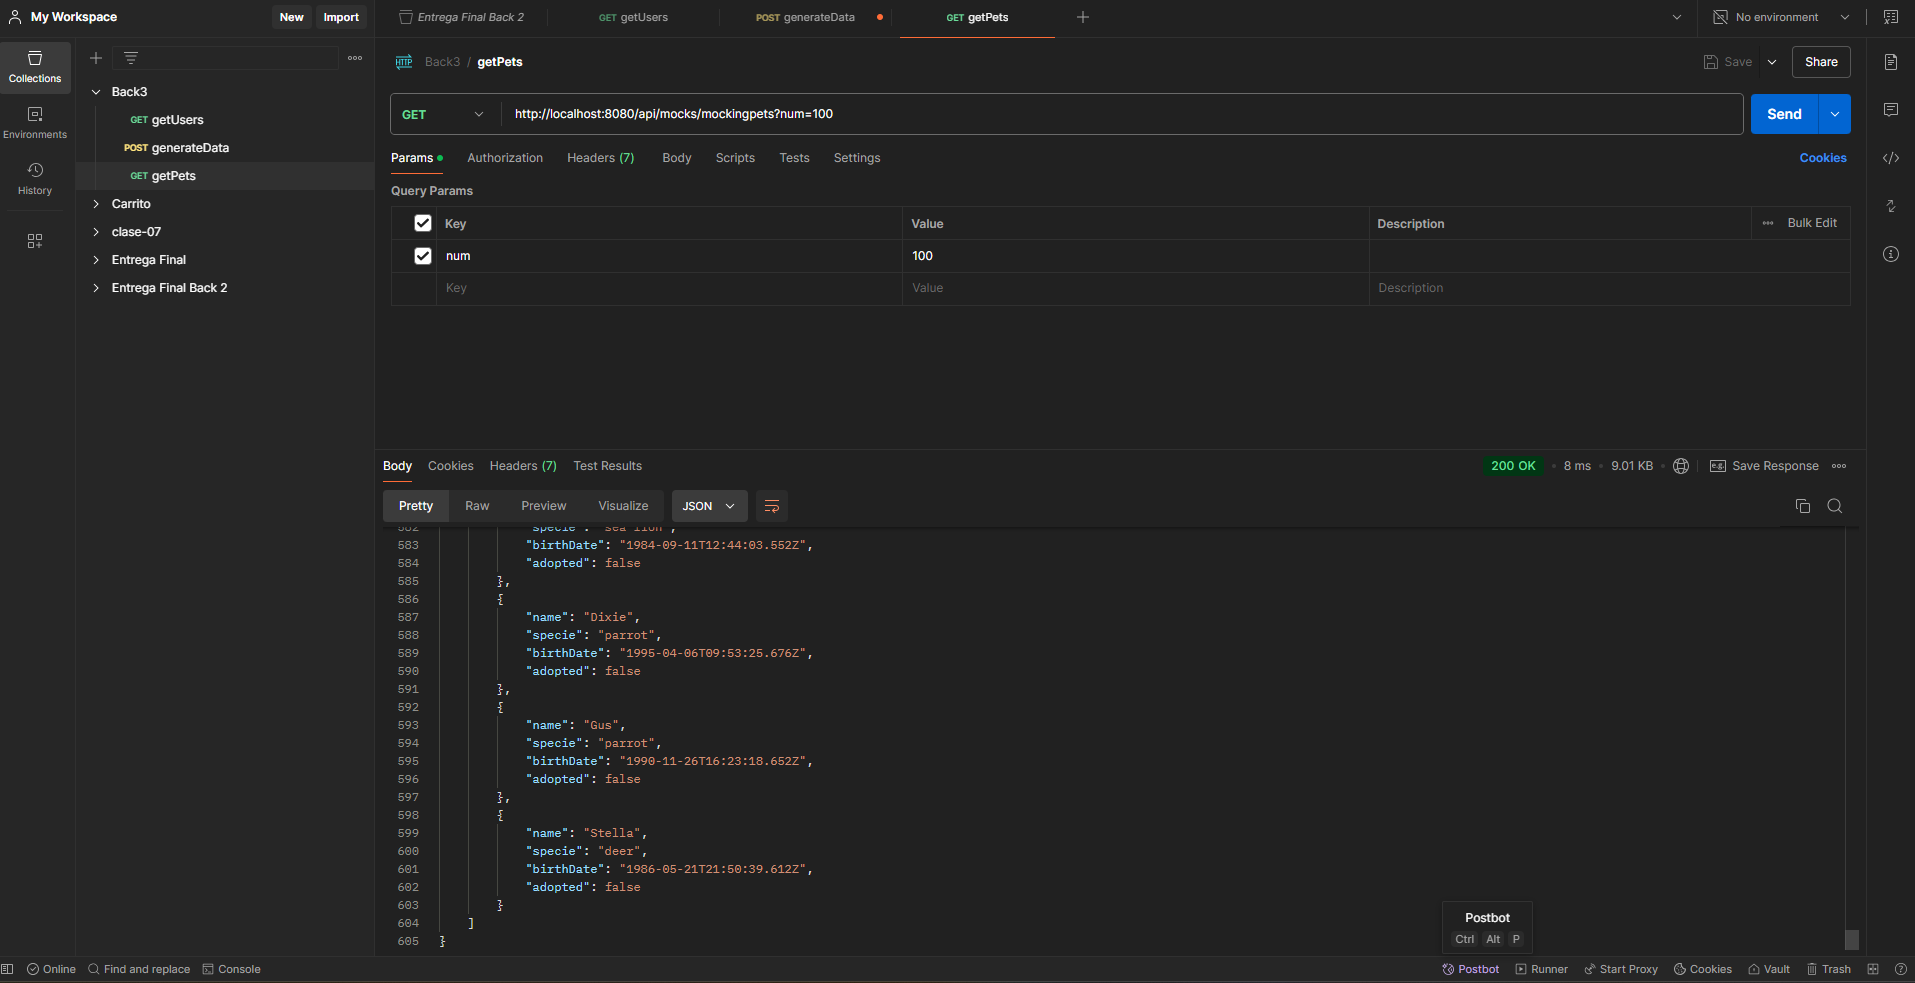 My Workspace
New
Import
Entrega Final Back 2
GET getUsers
POST generateData
GET getPets
No environment
Collections
Environments
History
Back3
GET getUsers
POST generateData
GET getPets
Carrito
clase-07
Entrega Final
Entrega Final Back 2
HTTP
Back3 / getPets
Save
Share
GET
http://localhost:8080/api/mocks/mockingpets?num=100
Send
Params
Authorization
Headers (7)
Body
Scripts
Tests
Settings
Cookies
Query Params
Key
Value
Description
Bulk Edit
num
100
Key
Value
Description
Body
Cookies
Headers (7)
Test Results
200 OK
8 ms
9.01 KB
e.g.
Save Response
Pretty
Raw
Preview
Visualize
JSON
582 "specie": "sea lion",
583 "birthDate": "1984-09-11T12:44:03.552Z",
584 "adopted": false
585 },
586 {
587 "name": "Dixie",
588 "specie": "parrot",
589 "birthDate": "1995-04-06T09:53:25.676Z",
590 "adopted": false
591 },
592 {
593 "name": "Gus",
594 "specie": "parrot",
595 "birthDate": "1990-11-26T16:23:18.652Z",
596 "adopted": false
597 },
598 {
599 "name": "Stella",
600 "specie": "deer",
601 "birthDate": "1986-05-21T21:50:39.612Z",
602 "adopted": false
603 }
604 ]
605 }
Postbot
Ctrl Alt P
Online
Find and replace
Console
Postbot
Runner
Start Proxy
Cookies
Vault
Trash